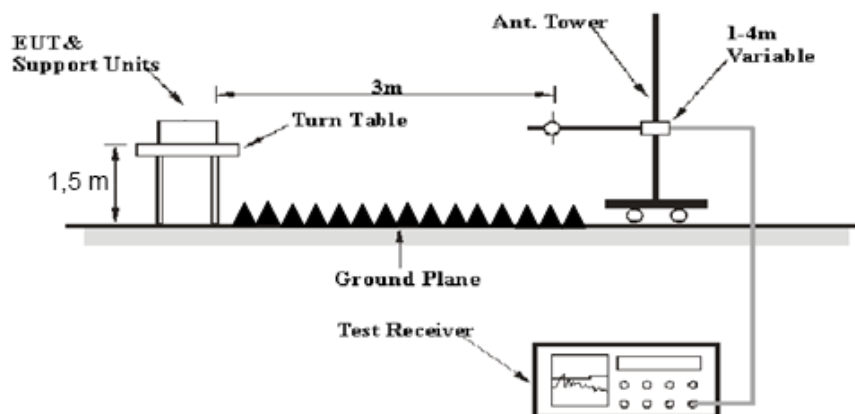 EUT&
Support Units
Ant. Tower
1-4m
Variable
3m
Turn Table
1,5 m
Ground Plane
Test Receiver